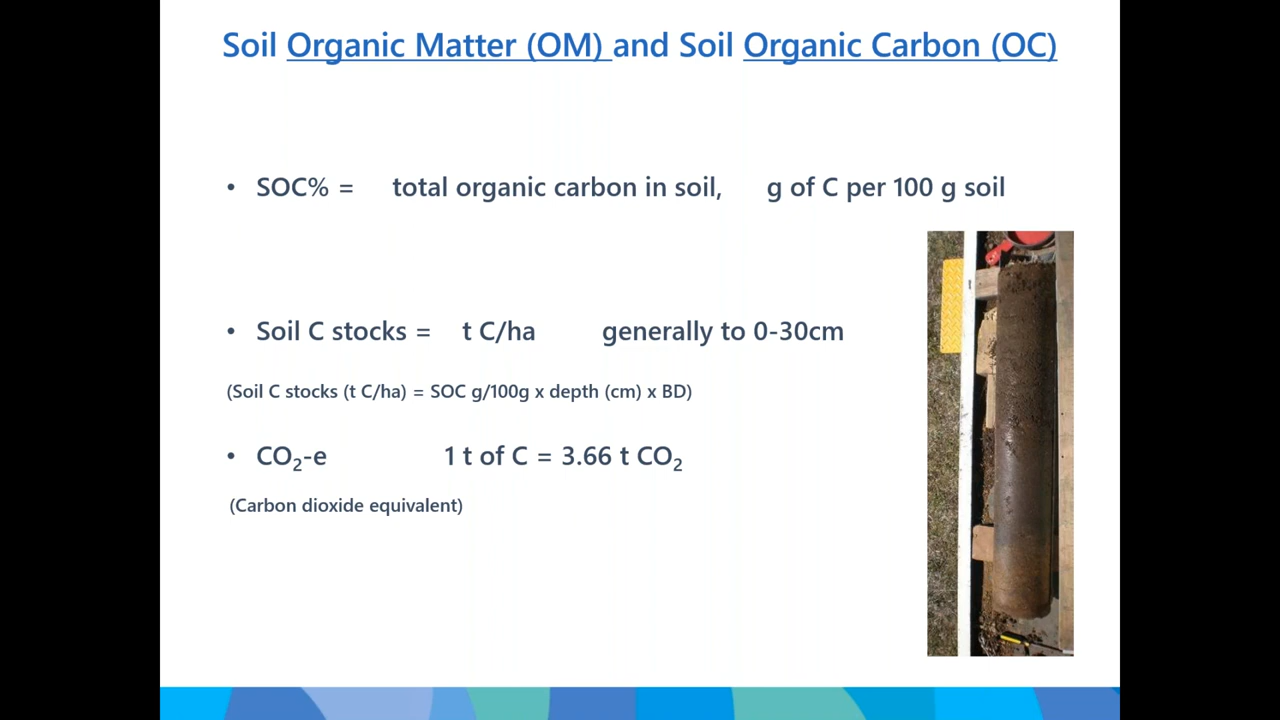 Soil Organic Matter (OM) and Soil Organic Carbon (OC)
• SOC% = total organic carbon in soil, g of C per 100 g soil
• Soil C stocks = t C/ha generally to 0-30cm
(Soil C stocks (t C/ha) = SOC g/100g x depth (cm) x BD)
• CO₂-e 1 t of C = 3.66 t CO₂
(Carbon dioxide equivalent)